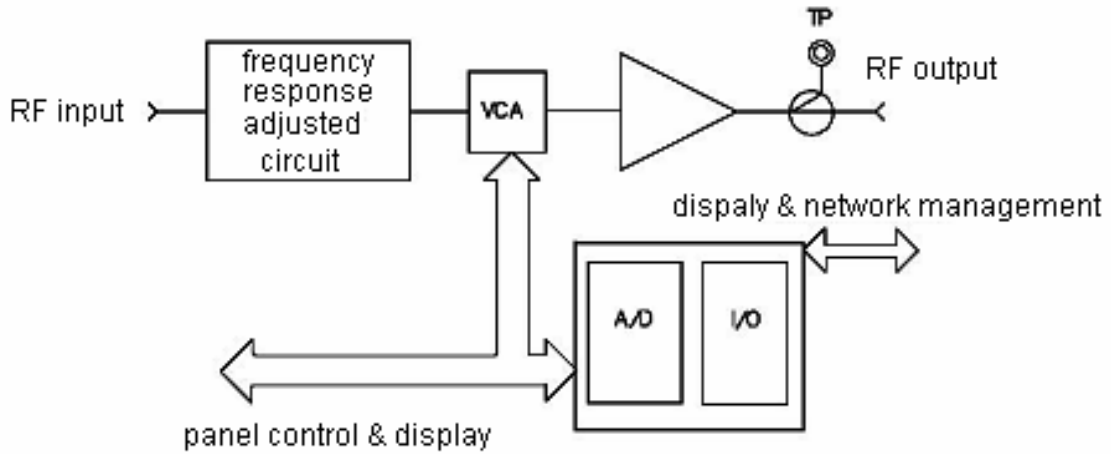 TP
RF input
frequency
response
adjusted
circuit
VCA
RF output
dispaly & network management
A/D
I/O
panel control & display